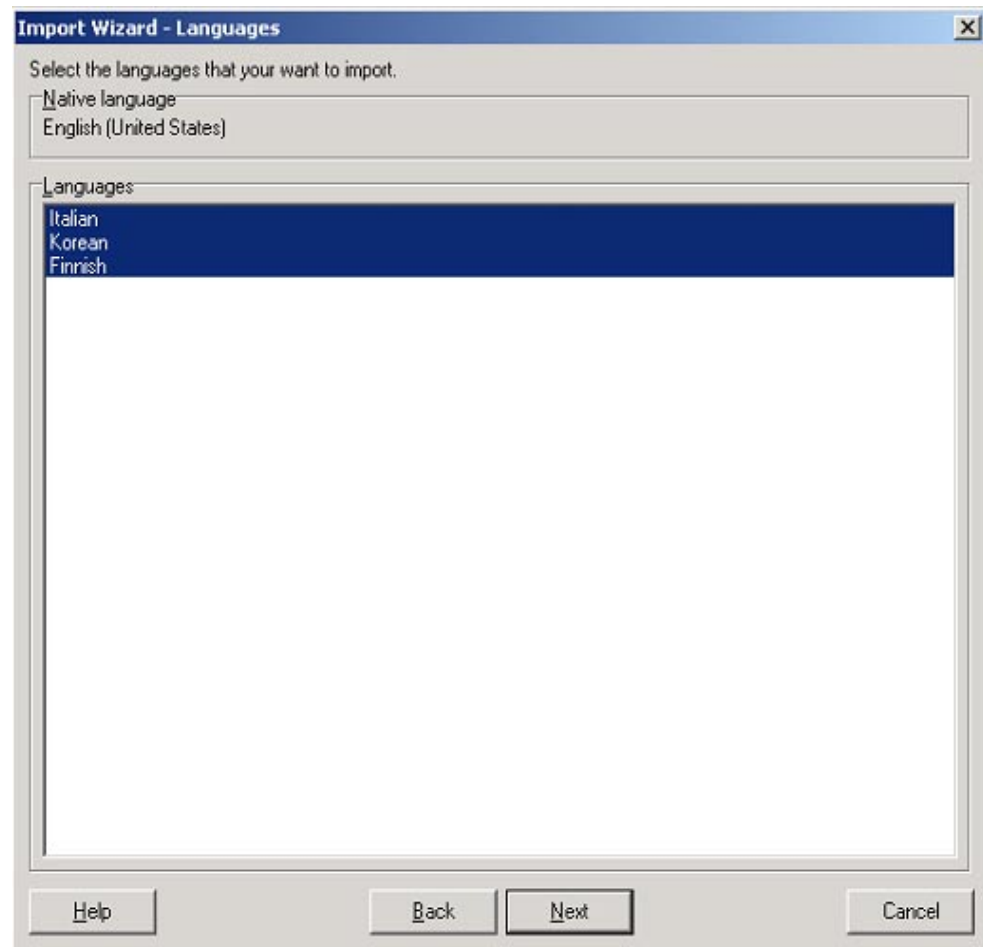 Import Wizard - Languages
Select the languages that your want to import.
Native language
English (United States)
Languages
Italian
Korean
Finnish
Help
Back
Next
Cancel